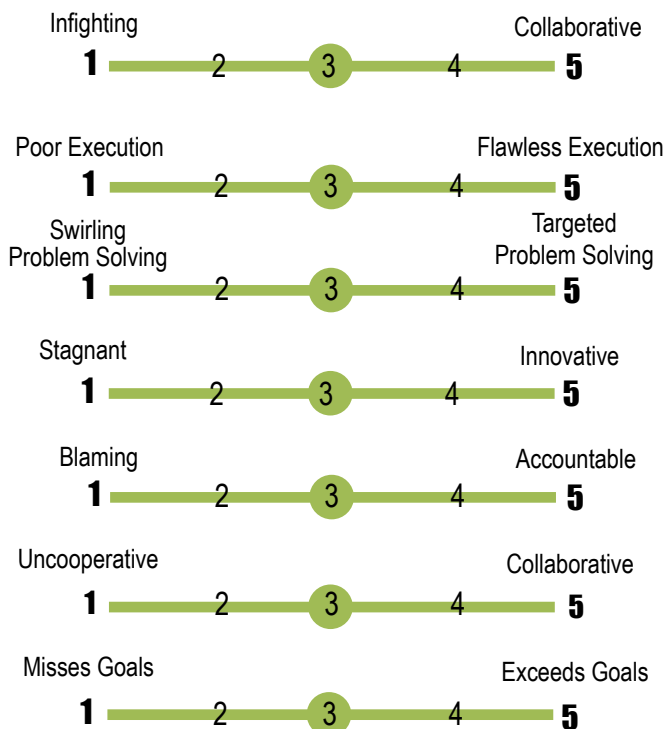 Infighting Collaborative
1 2 3 4 5
Poor Execution Flawless Execution
1 2 3 4 5
Swirling Targeted
Problem Solving Problem Solving
1 2 3 4 5
Stagnant Innovative
1 2 3 4 5
Blaming Accountable
1 2 3 4 5
Uncooperative Collaborative
1 2 3 4 5
Misses Goals Exceeds Goals
1 2 3 4 5